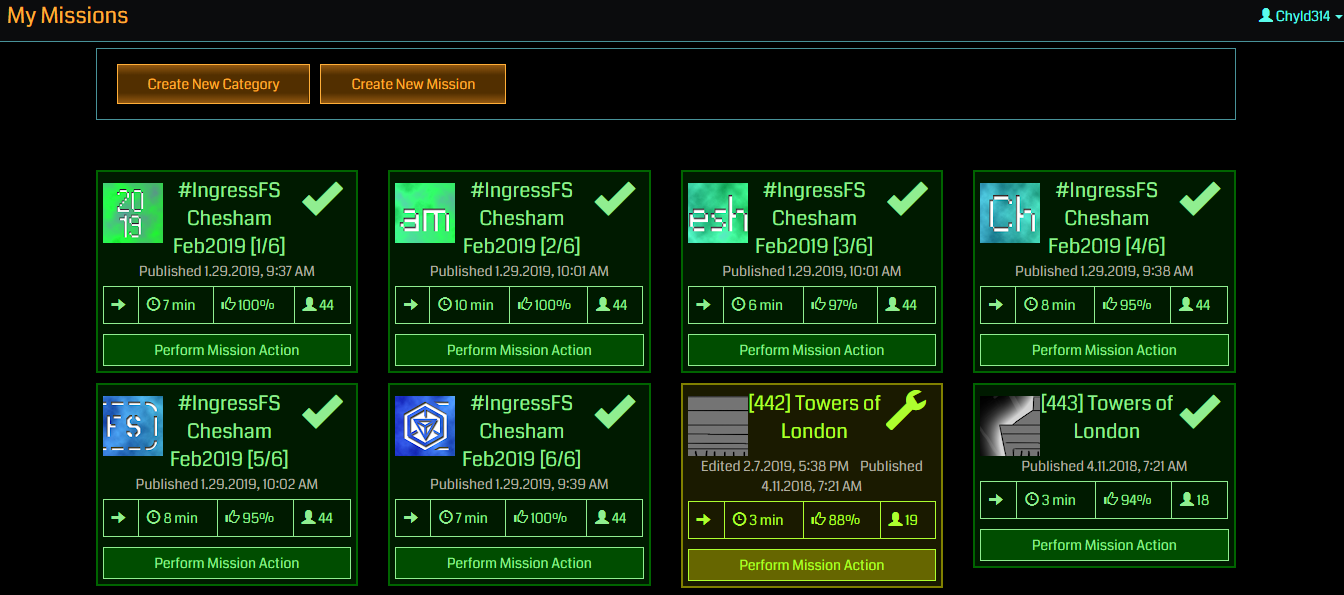 My Missions
Chyld314
Create New Category
Create New Mission
20
19
#IngressFS
Chesham
Feb2019 [1/6]
Published 1.29.2019, 9:37 AM
7 min
100%
44
Perform Mission Action
am
#IngressFS
Chesham
Feb2019 [2/6]
Published 1.29.2019, 10:01 AM
10 min
100%
44
Perform Mission Action
esh
#IngressFS
Chesham
Feb2019 [3/6]
Published 1.29.2019, 10:01 AM
6 min
97%
44
Perform Mission Action
Ch
#IngressFS
Chesham
Feb2019 [4/6]
Published 1.29.2019, 9:38 AM
8 min
95%
44
Perform Mission Action
FS
#IngressFS
Chesham
Feb2019 [5/6]
Published 1.29.2019, 10:02 AM
8 min
95%
44
Perform Mission Action
#IngressFS
Chesham
Feb2019 [6/6]
Published 1.29.2019, 9:39 AM
7 min
100%
44
Perform Mission Action
[442] Towers of
London
Edited 2.7.2019, 5:38 PM Published
4.11.2018, 7:21 AM
3 min
88%
19
Perform Mission Action
[443] Towers of
London
Published 4.11.2018, 7:21 AM
3 min
94%
18
Perform Mission Action